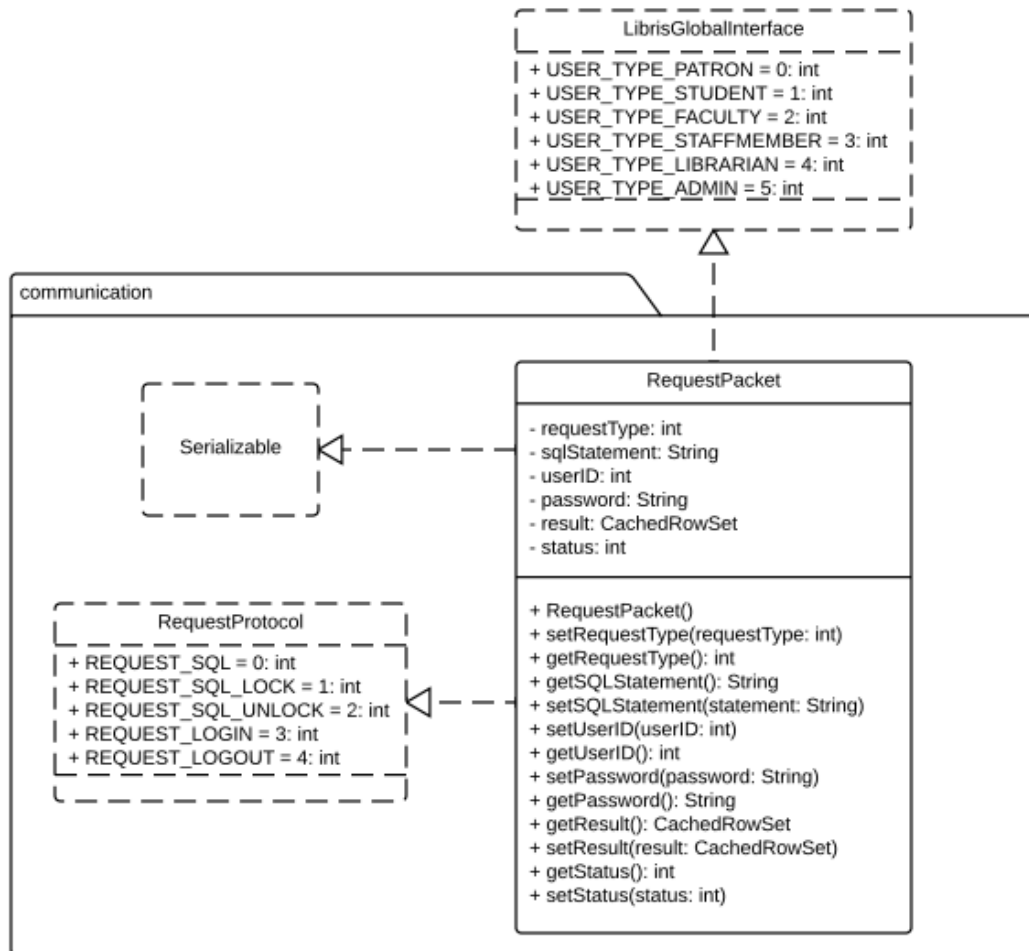 LibrisGlobalInterface
+ USER_TYPE_PATRON = 0: int
+ USER_TYPE_STUDENT = 1: int
+ USER_TYPE_FACULTY = 2: int
+ USER_TYPE_STAFFMEMBER = 3: int
+ USER_TYPE_LIBRARIAN = 4: int
+ USER_TYPE_ADMIN = 5: int
communication
Serializable
RequestProtocol
+ REQUEST_SQL = 0: int
+ REQUEST_SQL_LOCK = 1: int
+ REQUEST_SQL_UNLOCK = 2: int
+ REQUEST_LOGIN = 3: int
+ REQUEST_LOGOUT = 4: int
RequestPacket
- requestType: int
- sqlStatement: String
- userID: int
- password: String
- result: CachedRowSet
- status: int
+ RequestPacket()
+ setRequestType(requestType: int)
+ getRequestType(): int
+ getSQLStatement(): String
+ setSQLStatement(statement: String)
+ setUserID(userID: int)
+ getUserID(): int
+ setPassword(password: String)
+ getPassword(): String
+ getResult(): CachedRowSet
+ setResult(result: CachedRowSet)
+ getStatus(): int
+ setStatus(status: int)